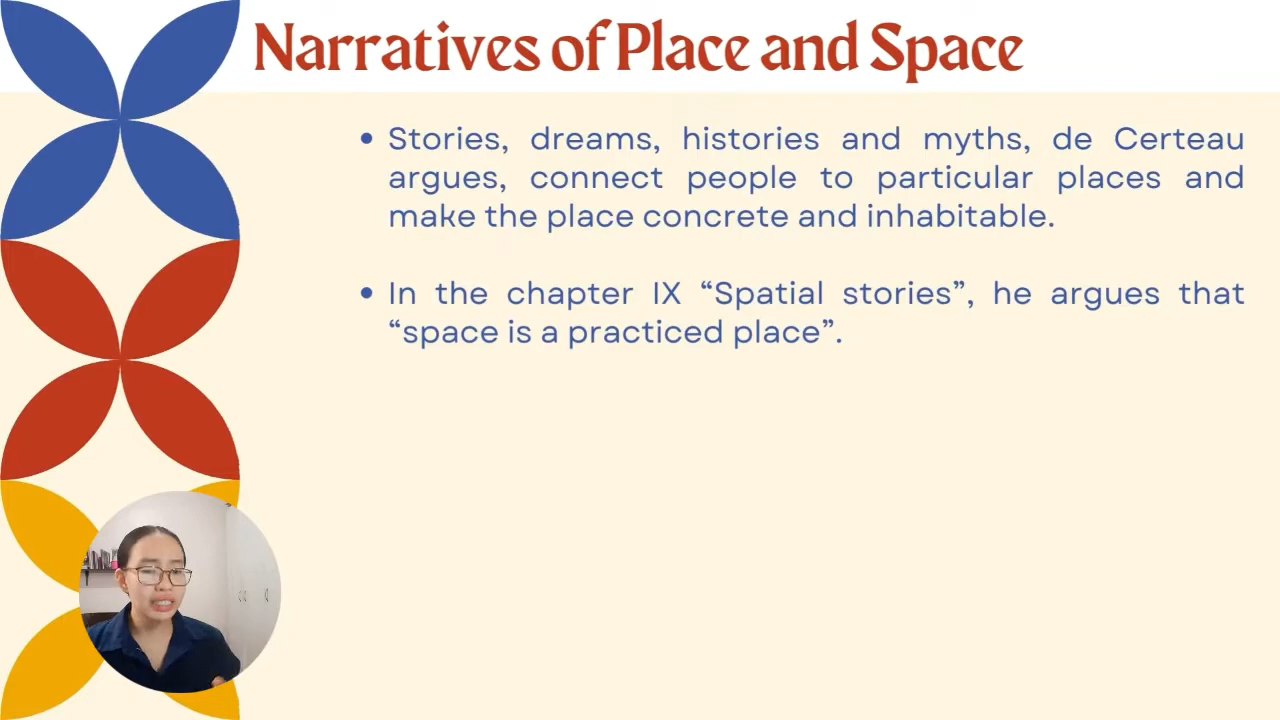 Narratives of Place and Space
• Stories, dreams, histories and myths, de Certeau
argues, connect people to particular places and
make the place concrete and inhabitable.
• In the chapter IX “Spatial stories”, he argues that
“space is a practiced place”.